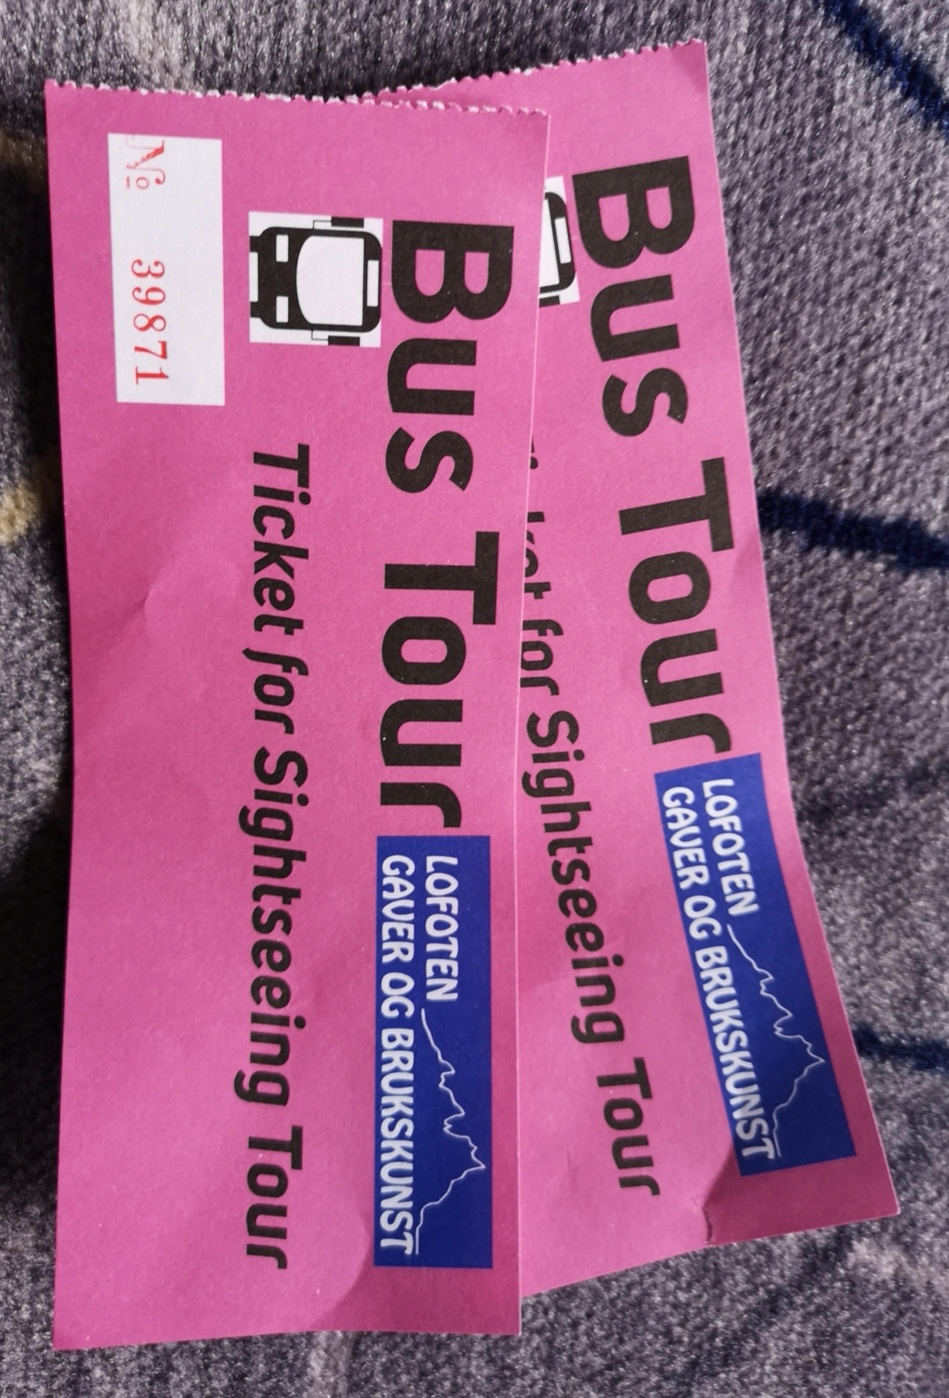 Bus Tour
LOFOTEN
GAVER OG BRUKSKUNST
Ticket for Sightseeing Tour
№ 39871
Bus Tour
LOFOTEN
GAVER OG BRUKSKUNST
for Sightseeing Tour